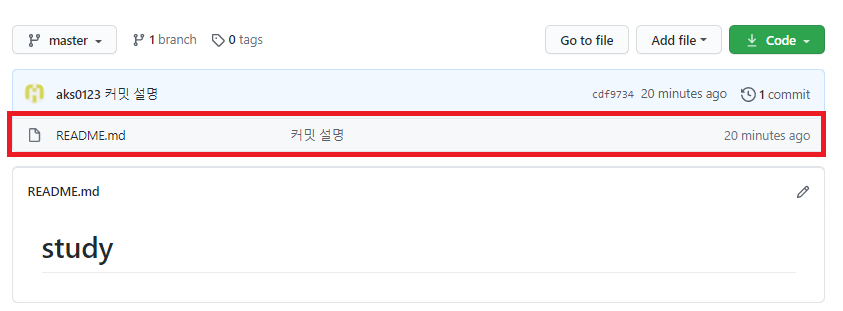 master 1 branch 0 tags Go to file Add file Code
aks0123 커밋 설명 cdf9734 20 minutes ago 1 commit
README.md 커밋 설명 20 minutes ago
README.md
study